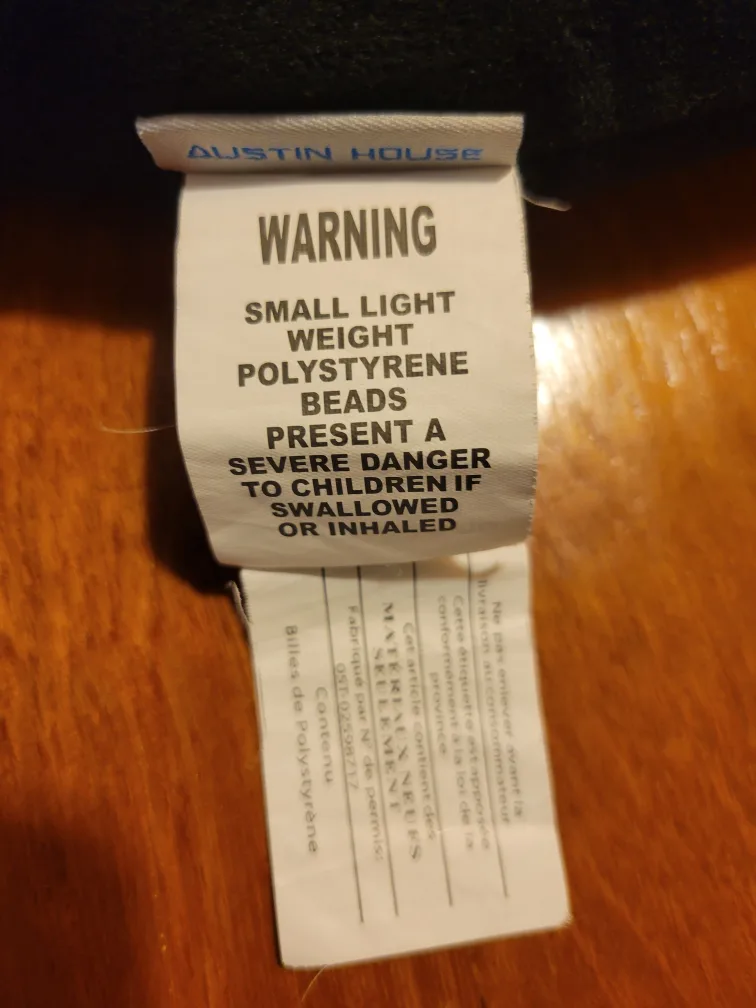 AUSTIN HOUSE
WARNING
SMALL LIGHT
WEIGHT
POLYSTYRENE
BEADS
PRESENT A
SEVERE DANGER
TO CHILDREN IF
SWALLOWED
OR INHALED
Ne pas enlever avant la
livraison au consommateur
Cette étiquette est apposée
conformément à la loi de la
province.
Cet article contient des
MATÉRIAUX NEUFS
SEULEMENT
Fabriqué par N° de permis:
OST-02598717
Contenu
Billes de Polystyrène